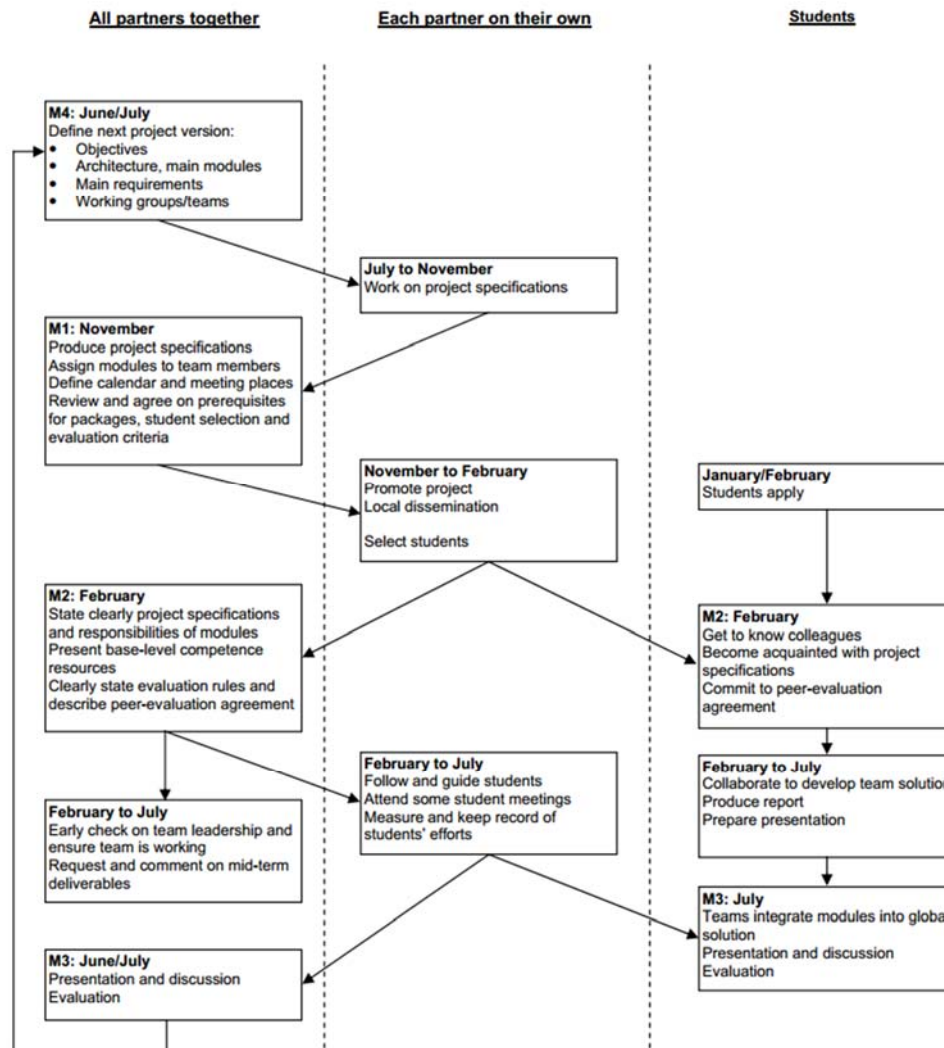 All partners together
Each partner on their own
Students
M4: June/July
Define next project version:
• Objectives
• Architecture, main modules
• Main requirements
• Working groups/teams
July to November
Work on project specifications
M1: November
Produce project specifications
Assign modules to team members
Define calendar and meeting places
Review and agree on prerequisites
for packages, student selection and
evaluation criteria
November to February
Promote project
Local dissemination
Select students
January/February
Students apply
M2: February
State clearly project specifications
and responsibilities of modules
Present base-level competence
resources
Clearly state evaluation rules and
describe peer-evaluation agreement
M2: February
Get to know colleagues
Become acquainted with project
specifications
Commit to peer-evaluation
agreement
February to July
Early check on team leadership and
ensure team is working
Request and comment on mid-term
deliverables
February to July
Follow and guide students
Attend some student meetings
Measure and keep record of
students' efforts
February to July
Collaborate to develop team solution
Produce report
Prepare presentation
M3: June/July
Presentation and discussion
Evaluation
M3: July
Teams integrate modules into global
solution
Presentation and discussion
Evaluation